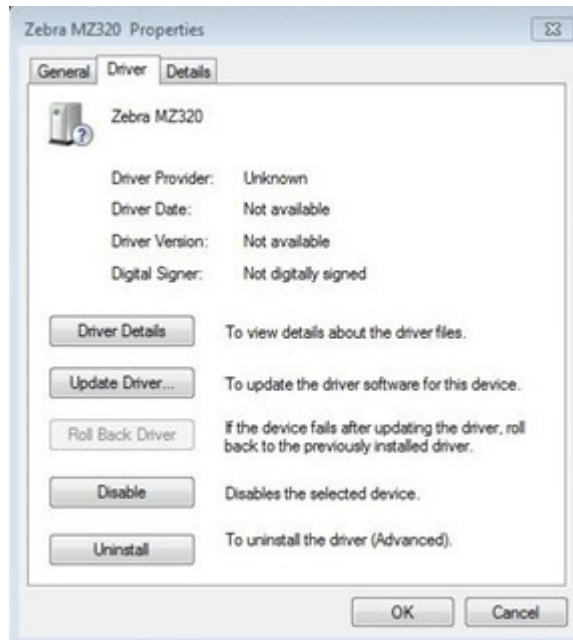 Zebra MZ320 Properties
General Driver Details
Zebra MZ320
Driver Provider: Unknown
Driver Date: Not available
Driver Version: Not available
Digital Signer: Not digitally signed
Driver Details To view details about the driver files.
Update Driver... To update the driver software for this device.
Roll Back Driver If the device fails after updating the driver, roll
back to the previously installed driver.
Disable Disables the selected device.
Uninstall To uninstall the driver (Advanced).
OK Cancel